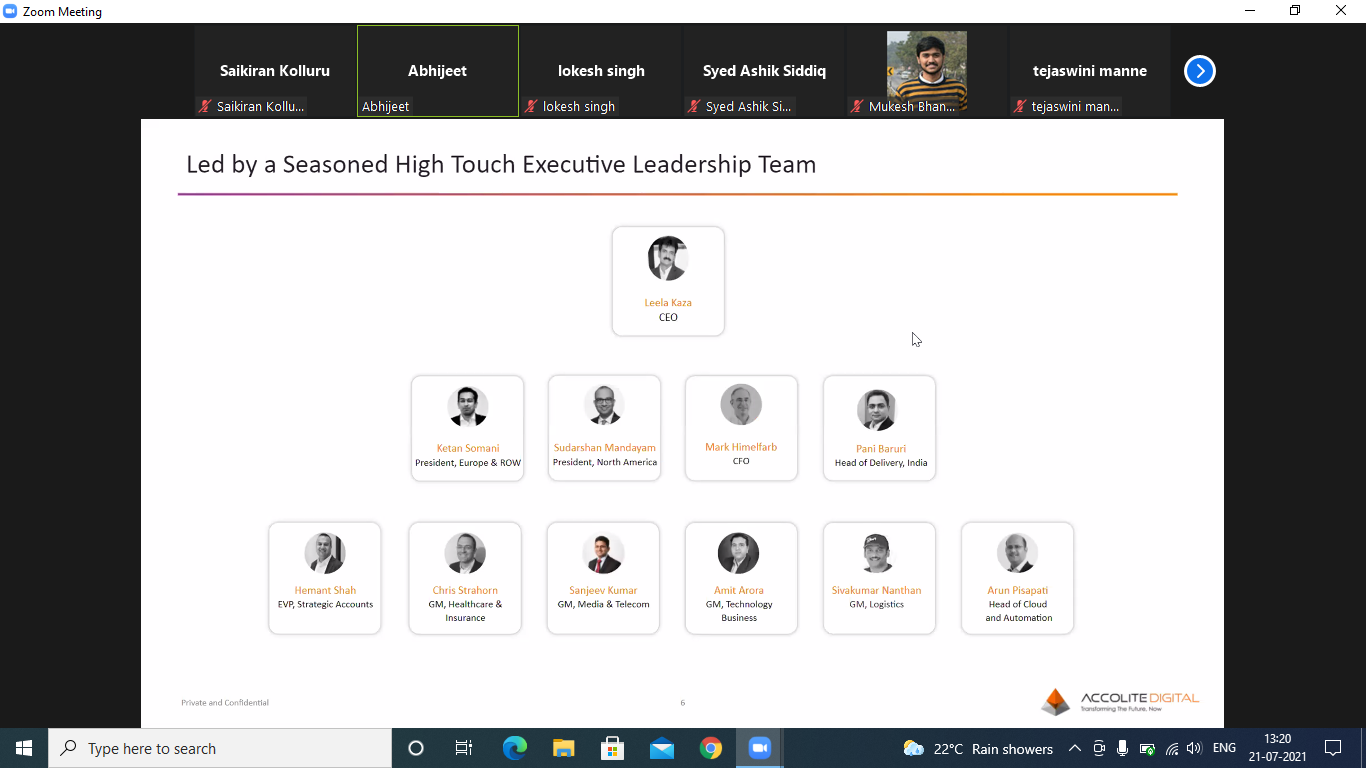 Zoom Meeting
Saikiran Kolluru
Abhijeet
lokesh singh
Syed Ashik Siddiq
tejaswini manne
Saikiran Kollu...
Abhijeet
lokesh singh
Syed Ashik Si...
Mukesh Bhan...
tejaswini man...
Led by a Seasoned High Touch Executive Leadership Team
Leela Kaza
CEO
Ketan Somani
President, Europe & ROW
Sudarshan Mandayam
President, North America
Mark Himelfarb
CFO
Pani Baruri
Head of Delivery, India
Hemant Shah
EVP, Strategic Accounts
Chris Strahorn
GM, Healthcare &
Insurance
Sanjeev Kumar
GM, Media & Telecom
Amit Arora
GM, Technology
Business
Sivakumar Nanthan
GM, Logistics
Arun Pisapati
Head of Cloud
and Automation
Private and Confidential
6
ACCOLITE DIGITAL
Transforming The Future, Now
Type here to search
22°C Rain showers
ENG
13:20
21-07-2021